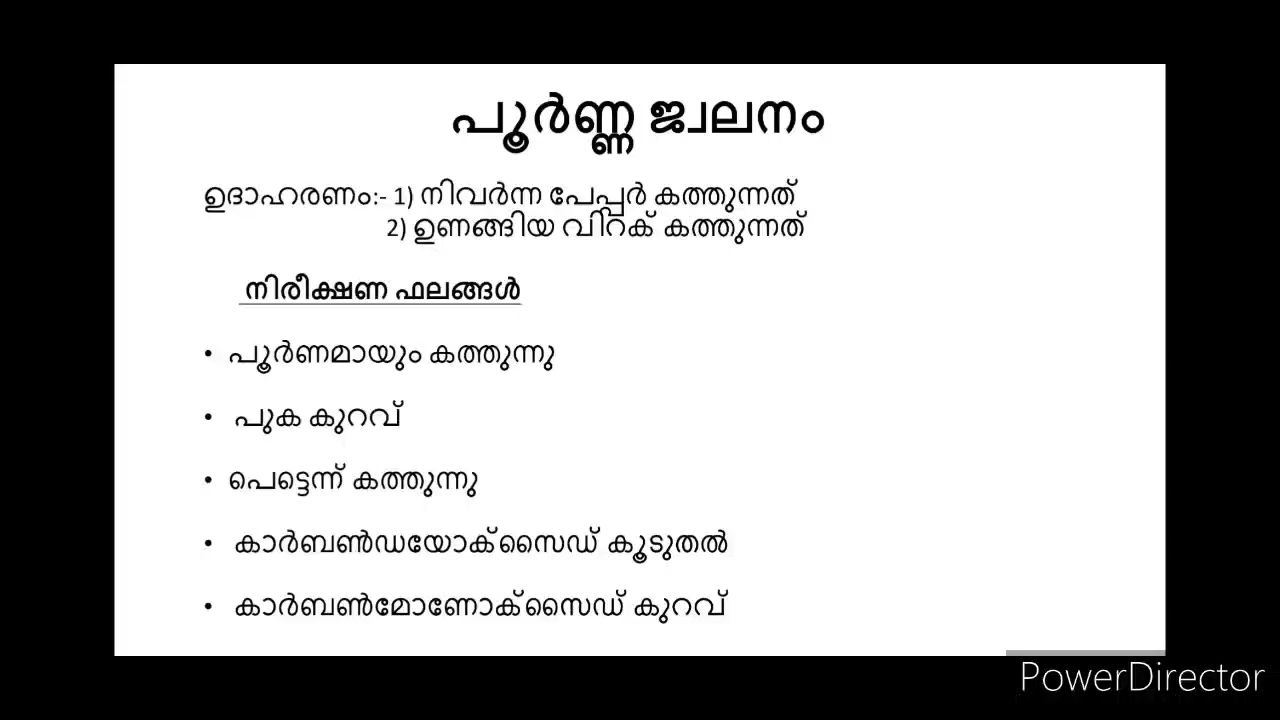 പൂർണ്ണ ജ്വലനം
ഉദാഹരണം:- 1) നിവർന്ന പേപ്പർ കത്തുന്നത്
2) ഉണങ്ങിയ വിറക് കത്തുന്നത്
നിരീക്ഷണ ഫലങ്ങൾ
• പൂർണമായും കത്തുന്നു
• പുക കുറവ്
• പെട്ടെന്ന് കത്തുന്നു
• കാർബൺഡയോക്സൈഡ് കൂടുതൽ
• കാർബൺമോണോക്സൈഡ് കുറവ്
PowerDirector